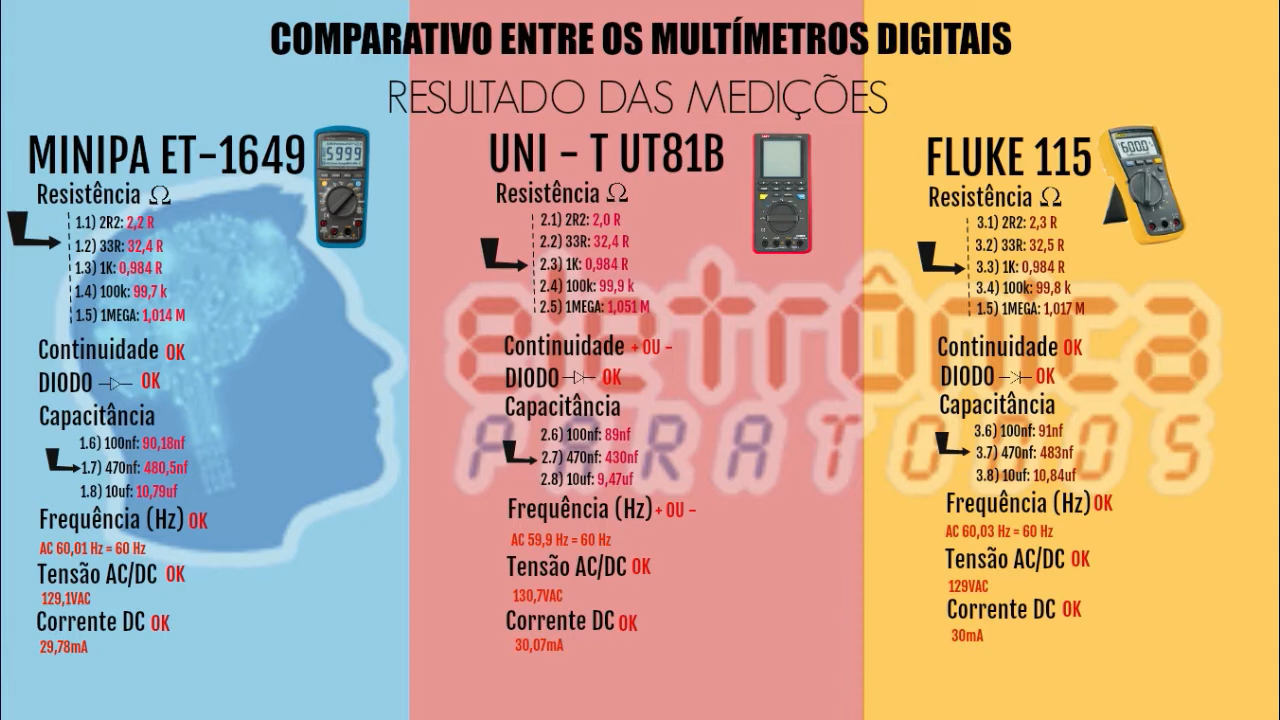 COMPARATIVO ENTRE OS MULTÍMETROS DIGITAIS
RESULTADO DAS MEDIÇÕES
MINIPA ET-1649
5999
Resistência Ω
1.1) 2R2: 2,2 R
1.2) 33R: 32,4 R
1.3) 1K: 0,984 R
1.4) 100k: 99,7 k
1.5) 1MEGA: 1,014 M
Continuidade OK
DIODO OK
Capacitância
1.6) 100nf: 90,18nf
1.7) 470nf: 480,5nf
1.8) 10uf: 10,79uf
Frequência (Hz) OK
AC 60,01 Hz = 60 Hz
Tensão AC/DC OK
129,1VAC
Corrente DC OK
29,78mA
UNI - T UT81B
Resistência Ω
2.1) 2R2: 2,0 R
2.2) 33R: 32,4 R
2.3) 1K: 0,984 R
2.4) 100k: 99,9 k
2.5) 1MEGA: 1,051 M
Continuidade + OU -
DIODO OK
Capacitância
2.6) 100nf: 89nf
2.7) 470nf: 430nf
2.8) 10uf: 9,47uf
Frequência (Hz) + OU -
AC 59,9 Hz = 60 Hz
Tensão AC/DC OK
130,7VAC
Corrente DC OK
30,07mA
FLUKE 115
600.0
Resistência Ω
3.1) 2R2: 2,3 R
3.2) 33R: 32,5 R
3.3) 1K: 0,984 R
3.4) 100k: 99,8 k
1.5) 1MEGA: 1,017 M
Continuidade OK
DIODO OK
Capacitância
3.6) 100nf: 91nf
3.7) 470nf: 483nf
3.8) 10uf: 10,84uf
Frequência (Hz) OK
AC 60,03 Hz = 60 Hz
Tensão AC/DC OK
129VAC
Corrente DC OK
30mA
eletrônica
PARATODOS